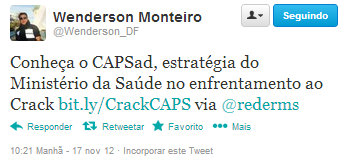 Wenderson Monteiro
@Wenderson_DF
Seguindo
Conheça o CAPSad, estratégia do
Ministério da Saúde no enfrentamento ao
Crack bit.ly/CrackCAPS via @rederms
Responder Retweetar Favorito Mais
10:21 Manhã - 17 nov 12 · Incorporar este Tweet